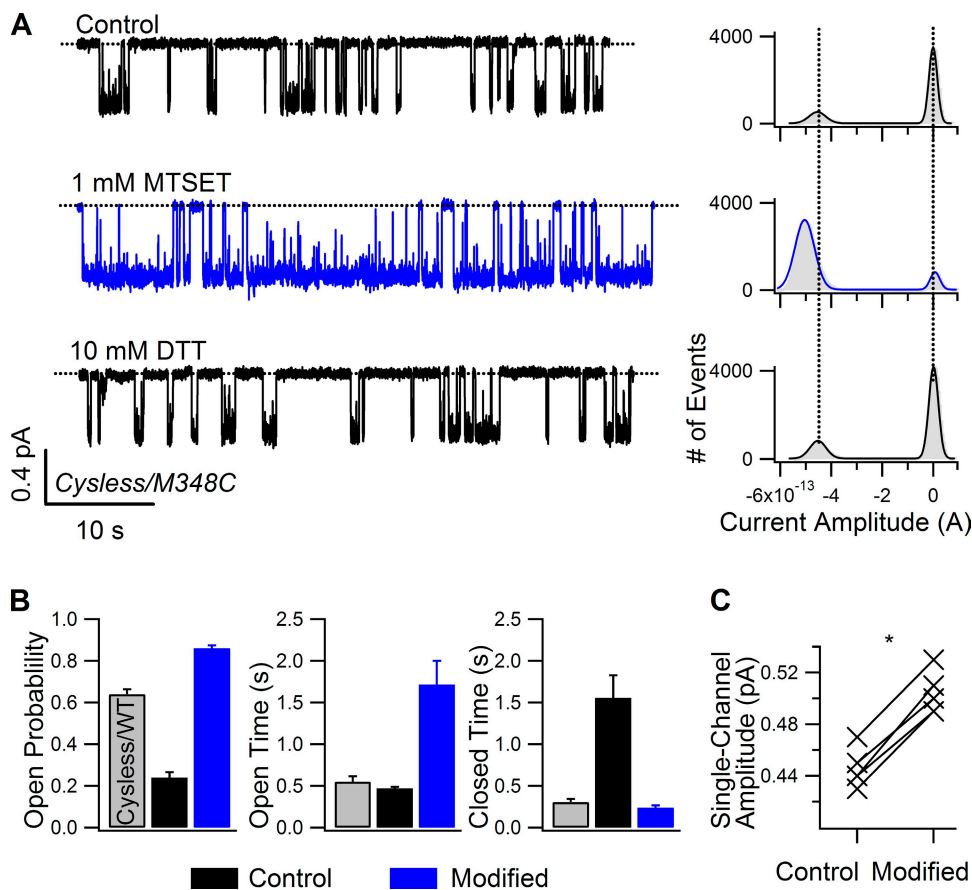 A
Control
1 mM MTSET
10 mM DTT
0.4 pA
Cysless/M348C
10 s
4000
0
4000
0
4000
0
# of Events
-6x10-13 -4 -2 0
Current Amplitude (A)
B
1.0
0.8
0.6
0.4
0.2
0.0
Open Probablility
Cysless/WT
2.5
2.0
1.5
1.0
0.5
0.0
Open Time (s)
2.5
2.0
1.5
1.0
0.5
0.0
Closed Time (s)
Control Modified
C
*
0.52
0.48
0.44
Single-Channel
Amplitude (pA)
Control Modified